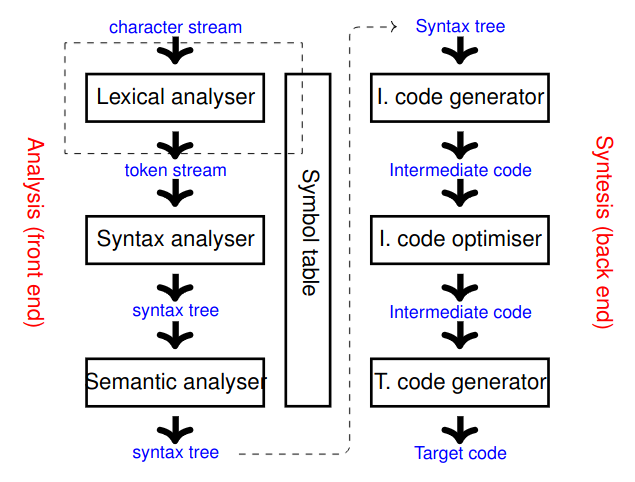 character stream
Lexical analyser
token stream
Syntax analyser
syntax tree
Semantic analyser
syntax tree
Analysis (front end)
Symbol table
Syntax tree
I. code generator
Intermediate code
I. code optimiser
Intermediate code
T. code generator
Target code
Syntesis (back end)